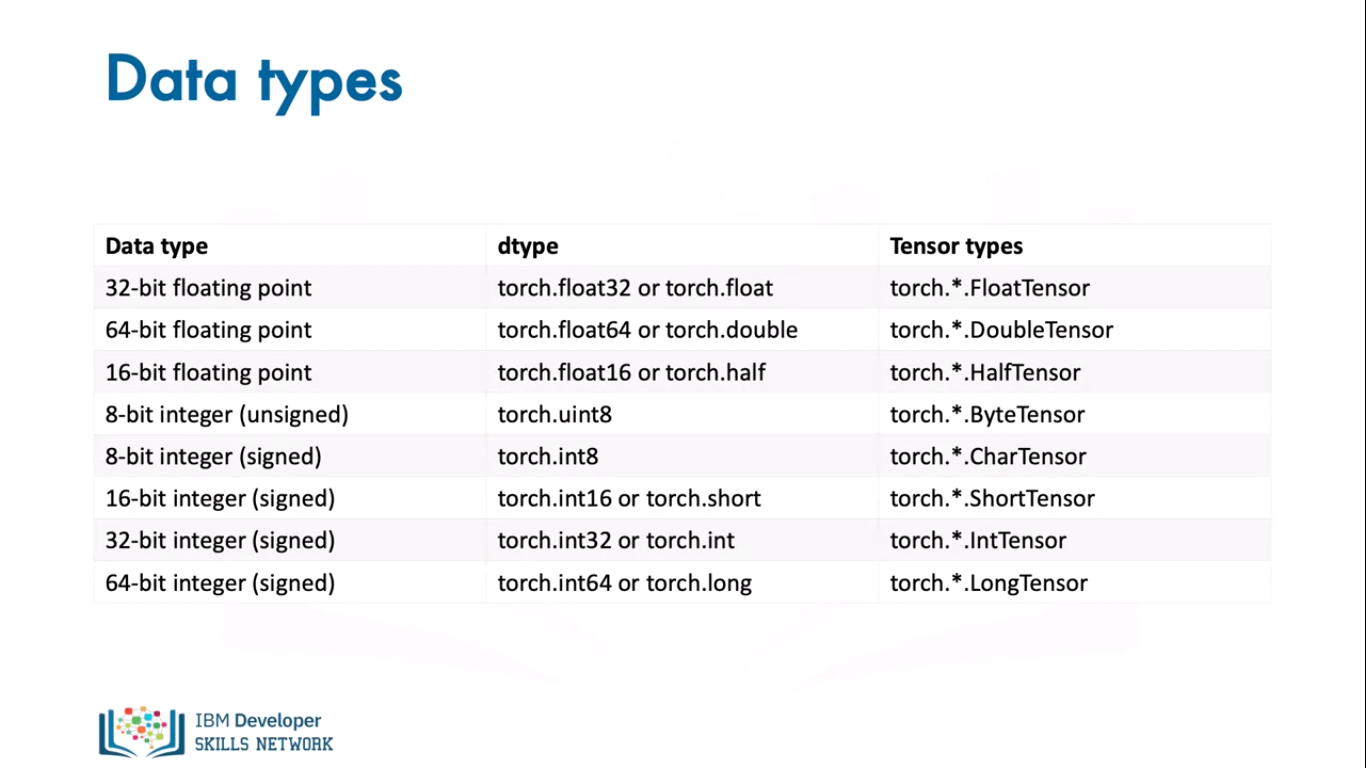 Data types
Data type dtype Tensor types
32-bit floating point torch.float32 or torch.float torch.*.FloatTensor
64-bit floating point torch.float64 or torch.double torch.*.DoubleTensor
16-bit floating point torch.float16 or torch.half torch.*.HalfTensor
8-bit integer (unsigned) torch.uint8 torch.*.ByteTensor
8-bit integer (signed) torch.int8 torch.*.CharTensor
16-bit integer (signed) torch.int16 or torch.short torch.*.ShortTensor
32-bit integer (signed) torch.int32 or torch.int torch.*.IntTensor
64-bit integer (signed) torch.int64 or torch.long torch.*.LongTensor
IBM Developer
SKILLS NETWORK